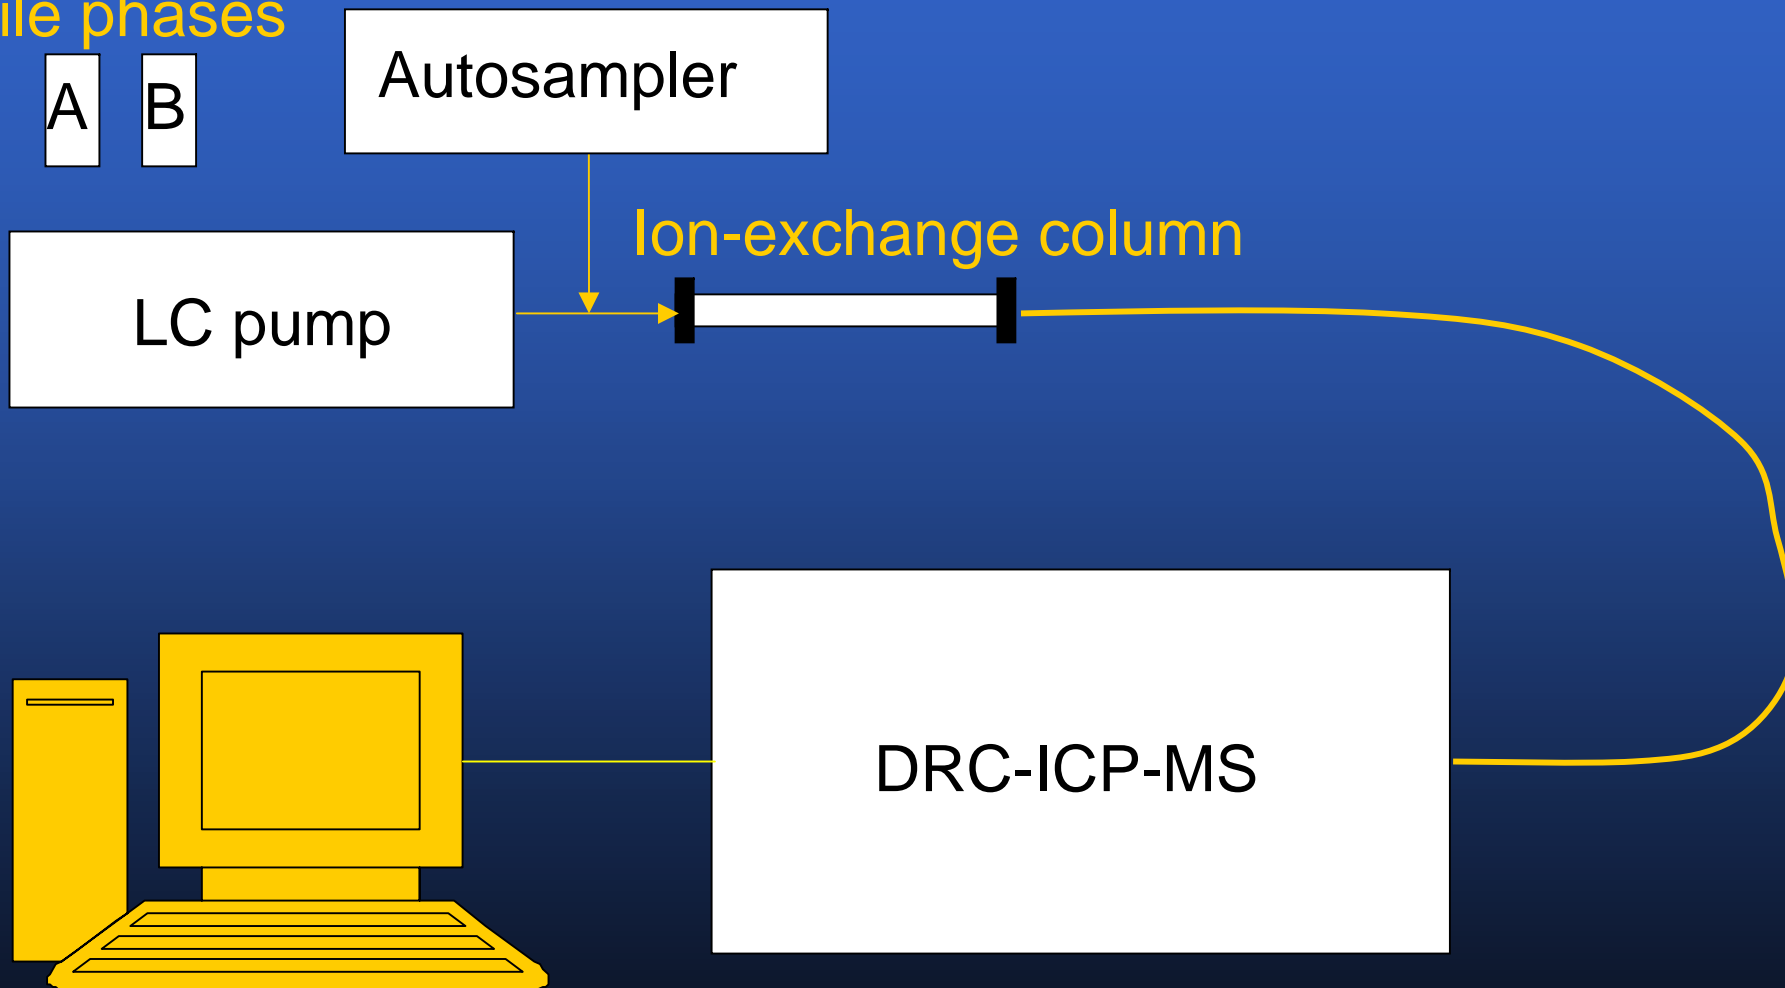 ile phases
A B
Autosampler
Ion-exchange column
LC pump
DRC-ICP-MS